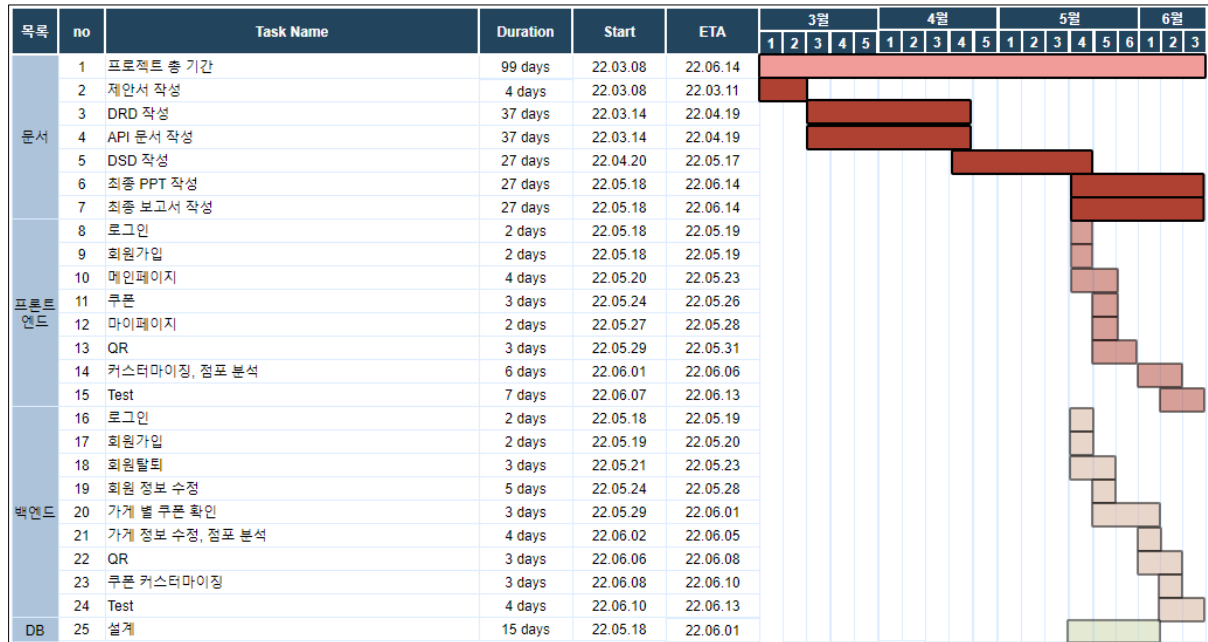 목록 no Task Name Duration Start ETA 3월 4월 5월 6월
1 2 3 4 5 1 2 3 4 5 1 2 3 4 5 6 1 2 3
문서
1 프로젝트 총 기간 99 days 22.03.08 22.06.14
2 제안서 작성 4 days 22.03.08 22.03.11
3 DRD 작성 37 days 22.03.14 22.04.19
4 API 문서 작성 37 days 22.03.14 22.04.19
5 DSD 작성 27 days 22.04.20 22.05.17
6 최종 PPT 작성 27 days 22.05.18 22.06.14
7 최종 보고서 작성 27 days 22.05.18 22.06.14
프론트
엔드
8 로그인 2 days 22.05.18 22.05.19
9 회원가입 2 days 22.05.18 22.05.19
10 메인페이지 4 days 22.05.20 22.05.23
11 쿠폰 3 days 22.05.24 22.05.26
12 마이페이지 2 days 22.05.27 22.05.28
13 QR 3 days 22.05.29 22.05.31
14 커스터마이징, 점포 분석 6 days 22.06.01 22.06.06
15 Test 7 days 22.06.07 22.06.13
백엔드
16 로그인 2 days 22.05.18 22.05.19
17 회원가입 2 days 22.05.19 22.05.20
18 회원탈퇴 3 days 22.05.21 22.05.23
19 회원 정보 수정 5 days 22.05.24 22.05.28
20 가게 별 쿠폰 확인 3 days 22.05.29 22.06.01
21 가게 정보 수정, 점포 분석 4 days 22.06.02 22.06.05
22 QR 3 days 22.06.06 22.06.08
23 쿠폰 커스터마이징 3 days 22.06.08 22.06.10
24 Test 4 days 22.06.10 22.06.13
DB 25 설계 15 days 22.05.18 22.06.01